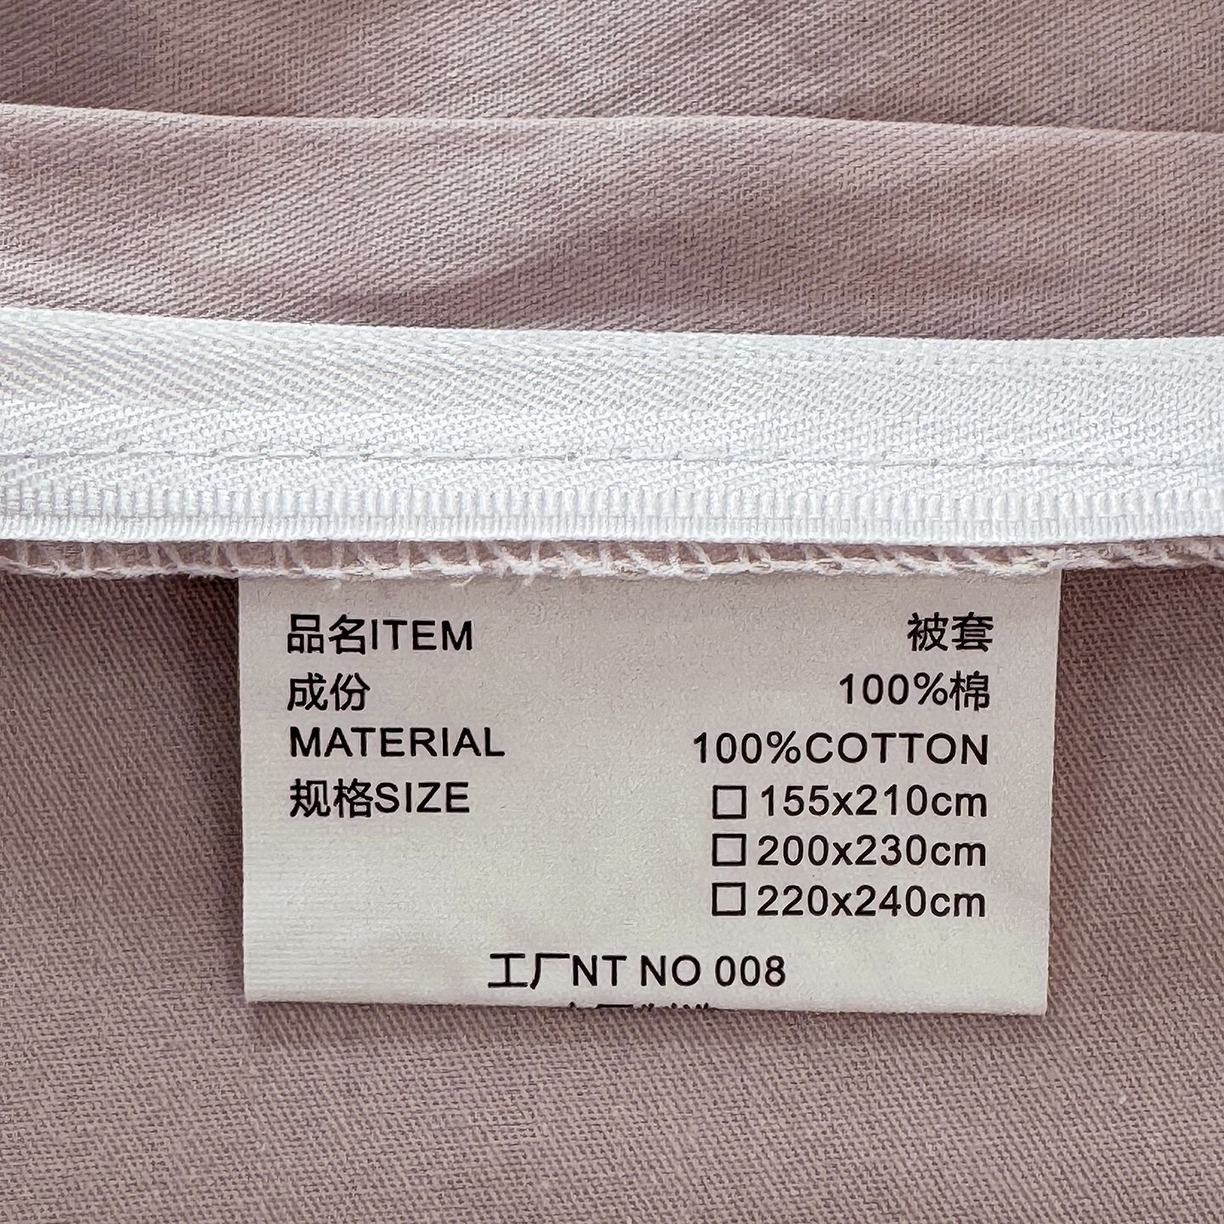 品名ITEM 被套
成份 100%棉
MATERIAL 100%COTTON
规格SIZE □ 155x210cm
□ 200x230cm
□ 220x240cm
工厂NT NO 008